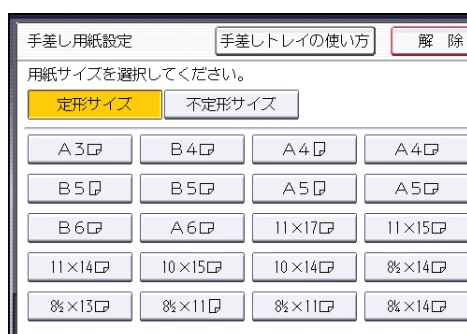 手差し用紙設定 手差しトレイの使い方 解 除
用紙サイズを選択してください。
定形サイズ 不定形サイズ
A3 B4 A4 A4
B5 B5 A5 A5
B6 A6 11×17 11×15
11×14 10×15 10×14 8½×14
8½×13 8½×11 8½×11 8¼×14